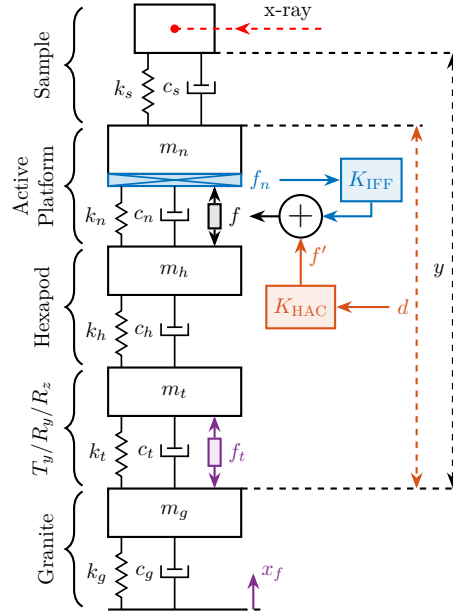 x-ray
Sample
k_s
c_s
m_n
Active
Platform
f_n
K_IFF
k_n
c_n
f
+
m_h
f'
y
Hexapod
k_h
c_h
K_HAC
d
m_t
T_y/R_y/R_z
k_t
c_t
f_t
m_g
Granite
k_g
c_g
x_f